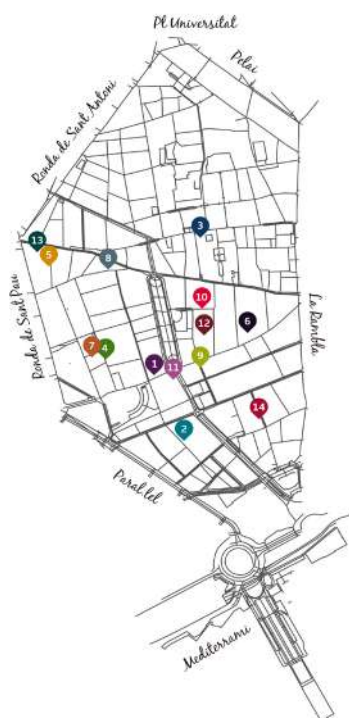 Pl Universitat
Pelai
Ronda de Sant Antoni
3
13
5
8
La Rambla
Ronda de Sant Pau
10
12
6
7
4
1
11
9
14
2
Paral.lel
Mediterrami